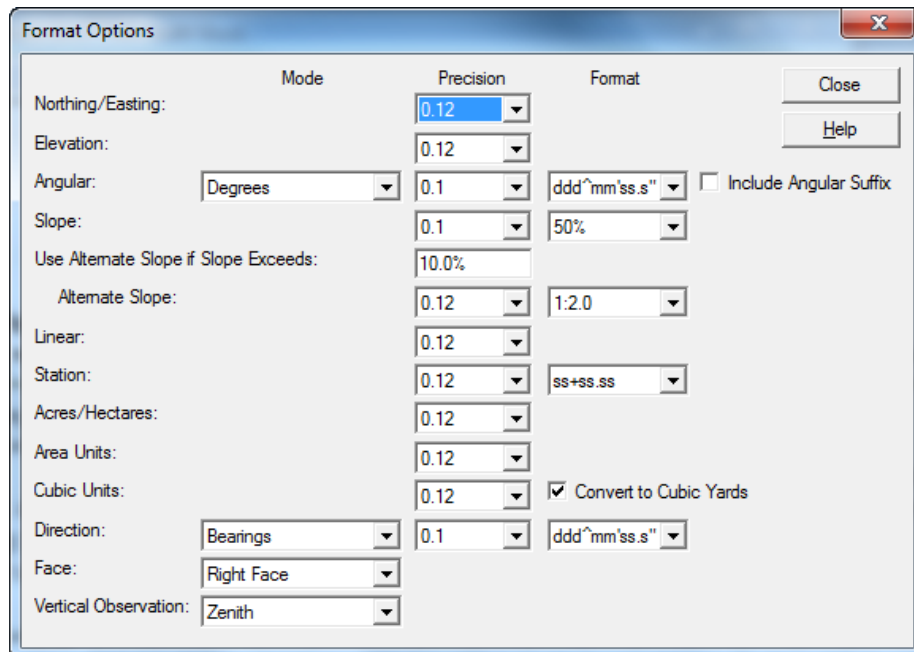 Format Options
Mode Precision Format
Close
Northing/Easting: 0.12
Help
Elevation: 0.12
Angular: Degrees 0.1 ddd^mm'ss.s" Include Angular Suffix
Slope: 0.1 50%
Use Alternate Slope if Slope Exceeds: 10.0%
Alternate Slope: 0.12 1:2.0
Linear: 0.12
Station: 0.12 ss+ss.ss
Acres/Hectares: 0.12
Area Units: 0.12
Cubic Units: 0.12 Convert to Cubic Yards
Direction: Bearings 0.1 ddd^mm'ss.s"
Face: Right Face
Vertical Observation: Zenith